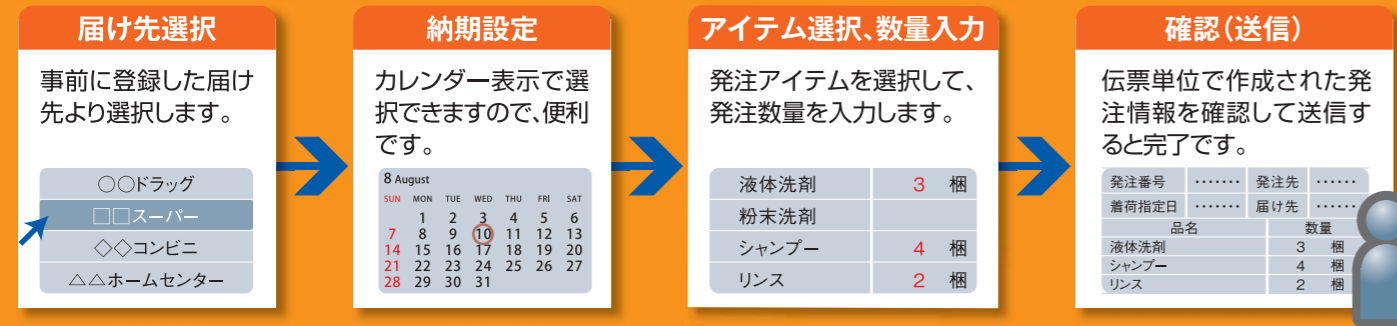 届け先選択
事前に登録した届け
先より選択します。
○○ドラッグ
□□スーパー
◇◇コンビニ
△△ホームセンター
納期設定
カレンダー表示で選
択できますので、便利
です。
8 August
SUN MON TUE WED THU FRI SAT
1 2 3 4 5 6
7 8 9 10 11 12 13
14 15 16 17 18 19 20
21 22 23 24 25 26 27
28 29 30 31
アイテム選択、数量入力
発注アイテムを選択して、
発注数量を入力します。
液体洗剤 3 梱
粉末洗剤
シャンプー 4 梱
リンス 2 梱
確認(送信)
伝票単位で作成された発
注情報を確認して送信す
ると完了です。
発注番号 ······· 発注先 ······
着荷指定日 ······· 届け先 ······
品名 数量
液体洗剤 3 梱
シャンプー 4 梱
リンス 2 梱